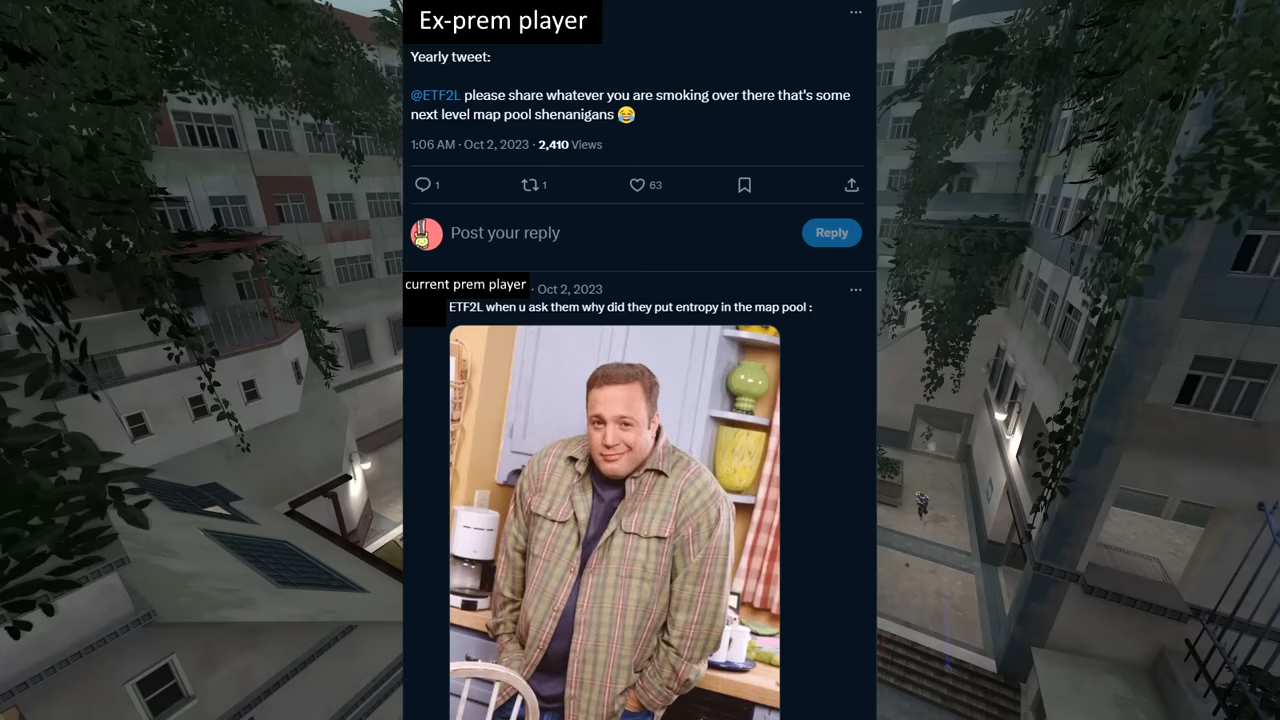 Ex-prem player
Yearly tweet:
@ETF2L please share whatever you are smoking over there that's some
next level map pool shenanigans 😂
1:06 AM · Oct 2, 2023 · 2,410 Views
1
1
63
Post your reply
Reply
current prem player
· Oct 2, 2023
ETF2L when u ask them why did they put entropy in the map pool :